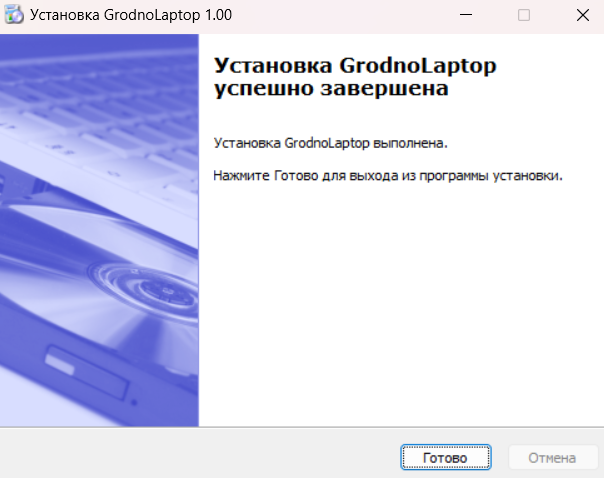 Установка GrodnoLaptop 1.00
Установка GrodnoLaptop
успешно завершена
Установка GrodnoLaptop выполнена.
Нажмите Готово для выхода из программы установки.
Готово
Отмена